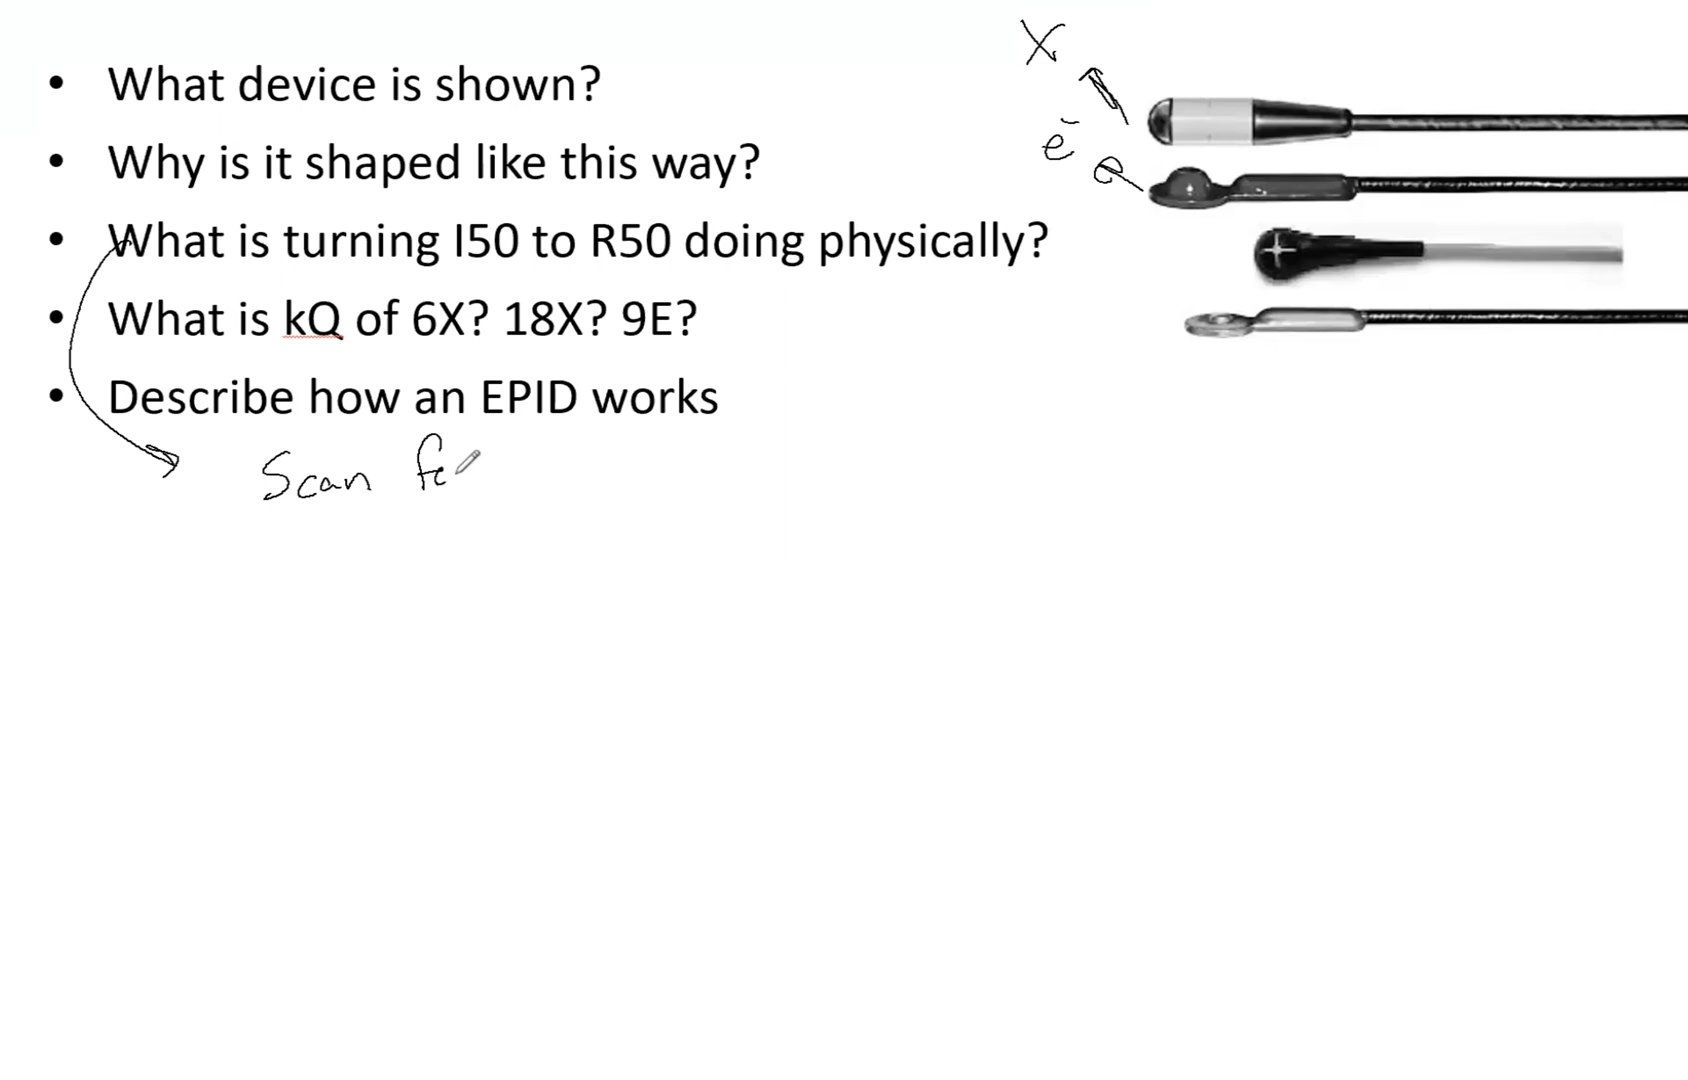 X
• What device is shown?
e-
• Why is it shaped like this way?
• What is turning I50 to R50 doing physically?
• What is kQ of 6X? 18X? 9E?
• Describe how an EPID works
Scan